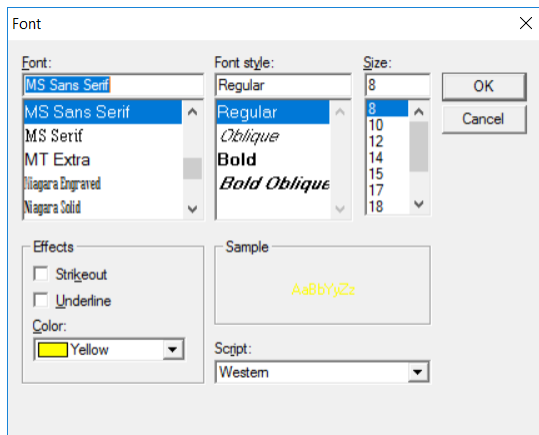 Font
Font:
MS Sans Serif
MS Sans Serif
MS Serif
MT Extra
Niagara Engraved
Niagara Solid
Font style:
Regular
Regular
Oblique
Bold
Bold Oblique
Size:
8
8
10
12
14
15
17
18
OK
Cancel
Effects
Strikeout
Underline
Color:
Yellow
Sample
AaBbYyZz
Script:
Western